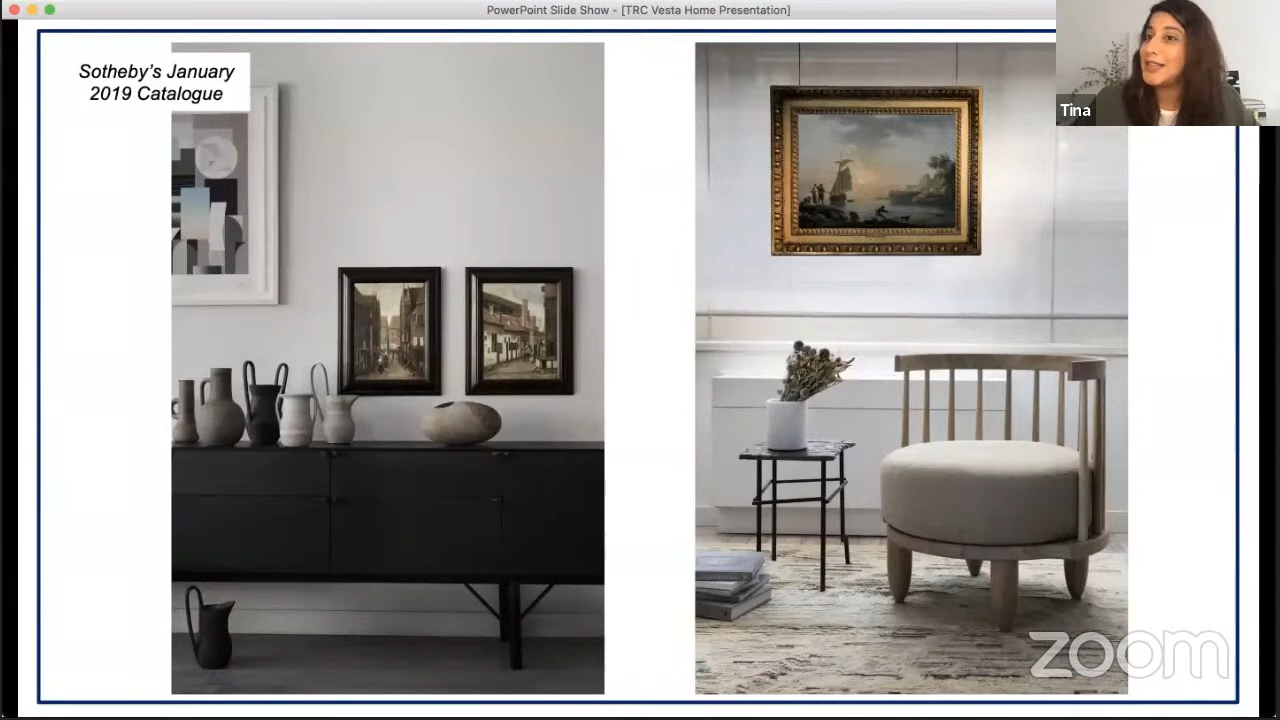 PowerPoint Slide Show - [TRC Vesta Home Presentation]
Sotheby's January
2019 Catalogue
Tina
zoom